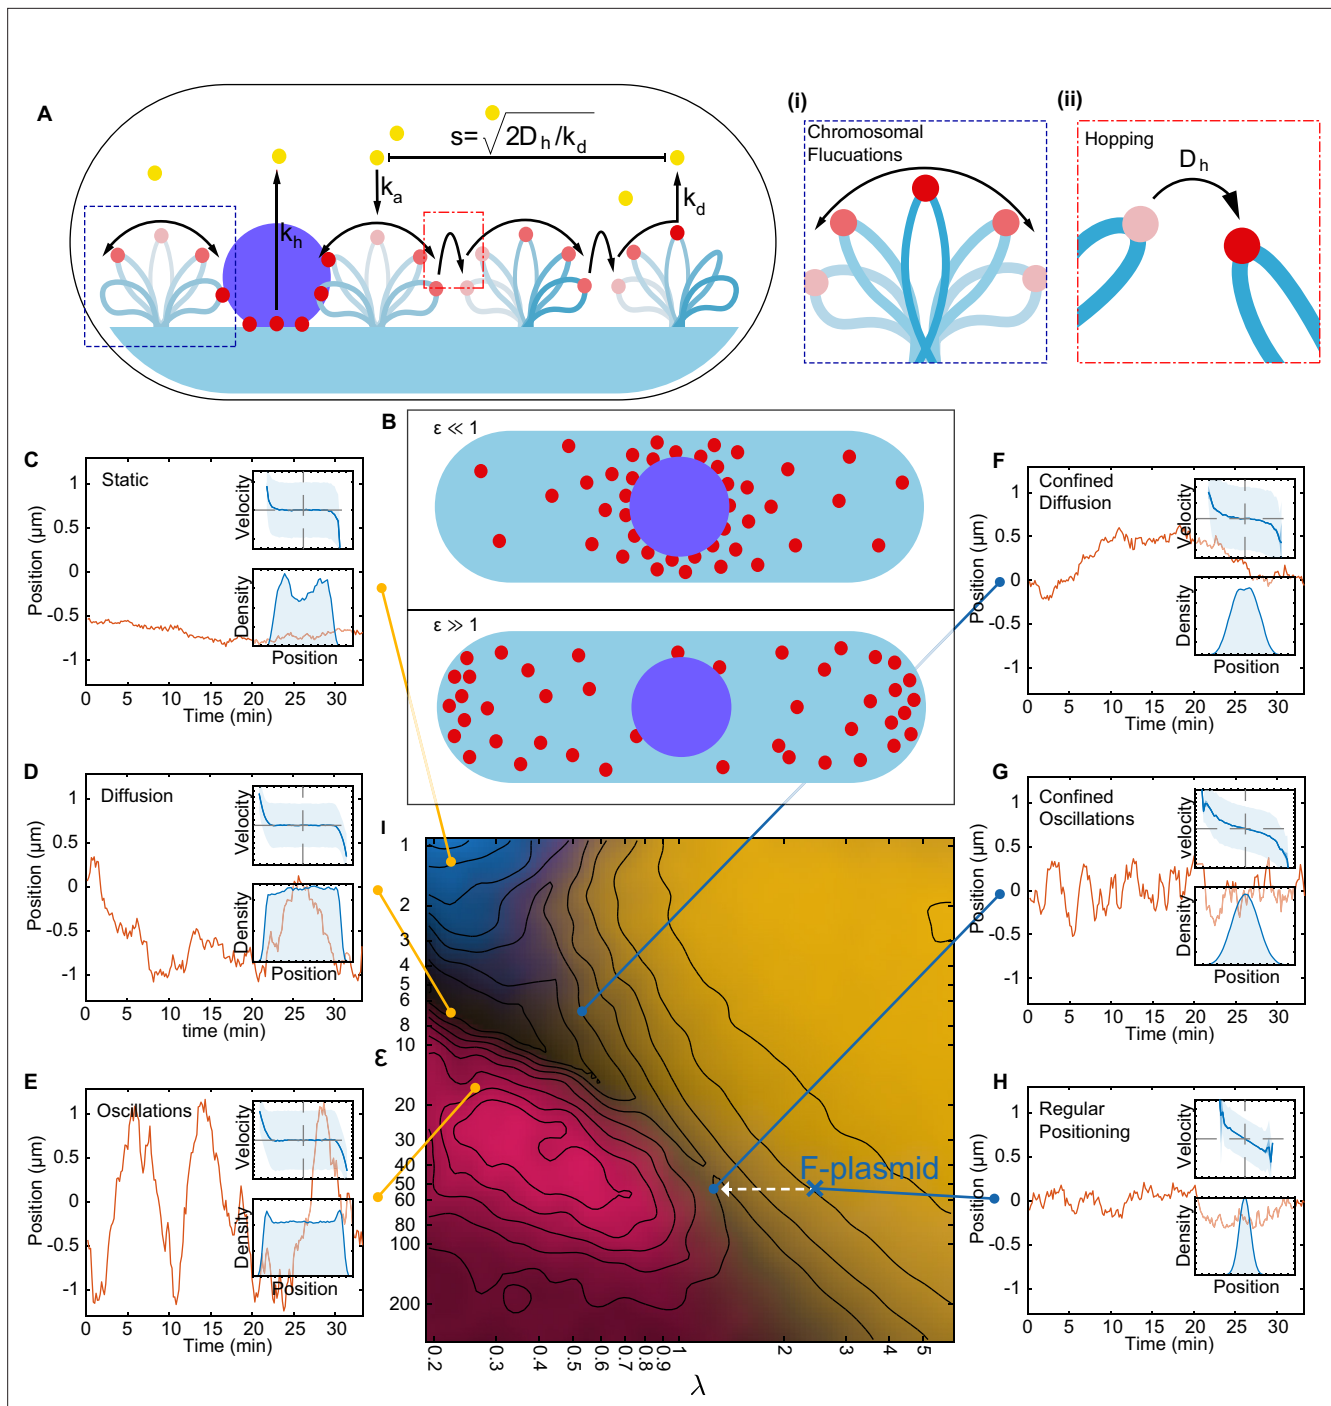 A
s=√2D_h/k_d
k_a
k_h
k_d
(i)
Chromosomal
Flucuations
(ii)
Hopping
D_h
B
ε ≪ 1
ε ≫ 1
C
Static
Position (µm)
1
0.5
0
-0.5
-1
0 5 10 15 20 25 30
Time (min)
Velocity
Density
Position
D
Diffusion
Position (µm)
1
0.5
0
-0.5
-1
0 5 10 15 20 25 30
time (min)
Velocity
Density
Position
E
Oscillations
Position (µm)
1
0.5
0
-0.5
-1
0 5 10 15 20 25 30
Time (min)
Velocity
Density
Position
F
Confined
Diffusion
Position (µm)
1
0.5
0
-0.5
-1
0 5 10 15 20 25 30
Time (min)
Velocity
Density
Position
G
Confined
Oscillations
Position (µm)
1
0.5
0
-0.5
-1
0 5 10 15 20 25 30
Time (min)
velocity
Density
Position
H
Regular
Positioning
Position (µm)
1
0.5
0
-0.5
-1
0 5 10 15 20 25 30
Time (min)
Velocity
Density
Position
I
ε
1
2
3
4
5
6
8
10
20
30
40
50
60
80
100
200
F-plasmid
0.2 0.3 0.4 0.5 0.6 0.7 0.8 0.9 1 2 3 4 5
λ